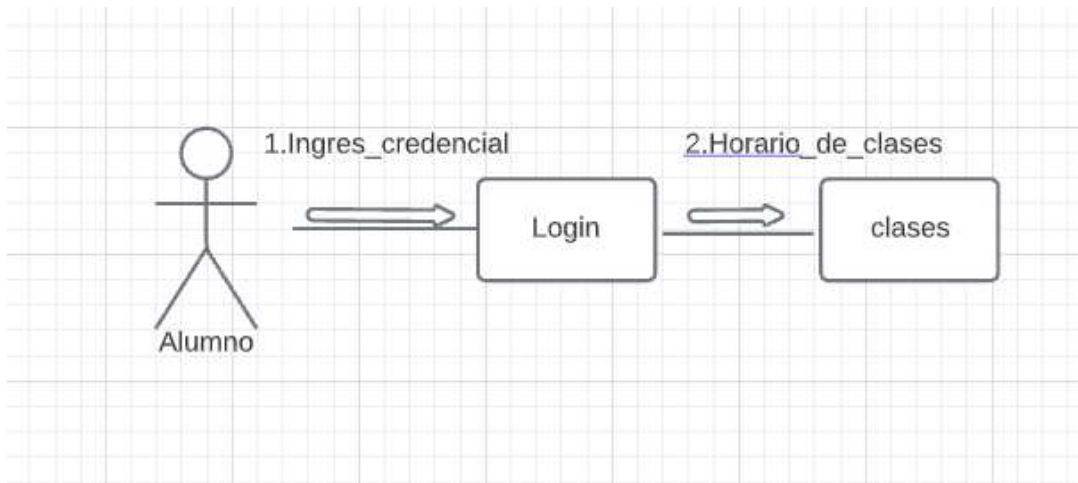 1.Ingres_credencial
2.Horario_de_clases
Login
clases
Alumno